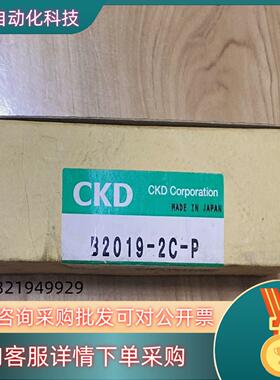 自动化科技
CKD
CKD Corporation
MADE IN JAPAN
B2019-2C-P
821949929
咨询采购批发可对公开票
客服详情下单采购